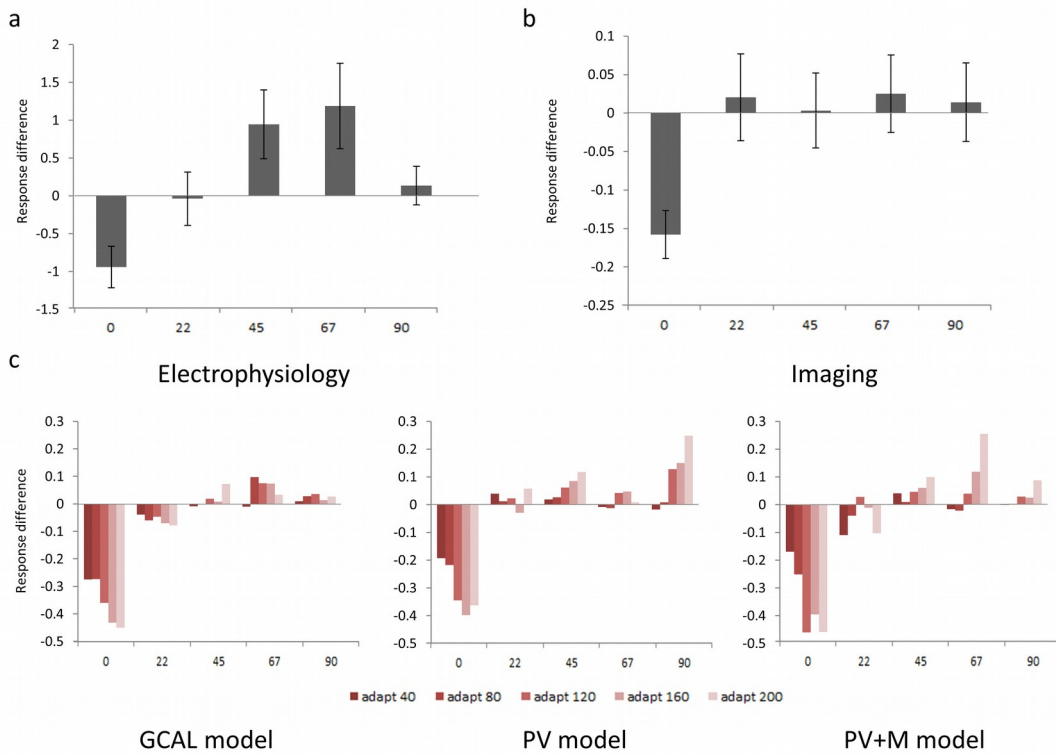 a
Response difference
2
1.5
1
0.5
0
-0.5
-1
-1.5
0 22 45 67 90
Electrophysiology
b
Response difference
0.1
0.05
0
-0.05
-0.1
-0.15
-0.2
-0.25
0 22 45 67 90
Imaging
c
Response difference
0.3
0.2
0.1
0
-0.1
-0.2
-0.3
-0.4
-0.5
0 22 45 67 90
0.3
0.2
0.1
0
-0.1
-0.2
-0.3
-0.4
-0.5
0 22 45 67 90
0.3
0.2
0.1
0
-0.1
-0.2
-0.3
-0.4
-0.5
0 22 45 67 90
adapt 40 adapt 80 adapt 120 adapt 160 adapt 200
GCAL model
PV model
PV+M model